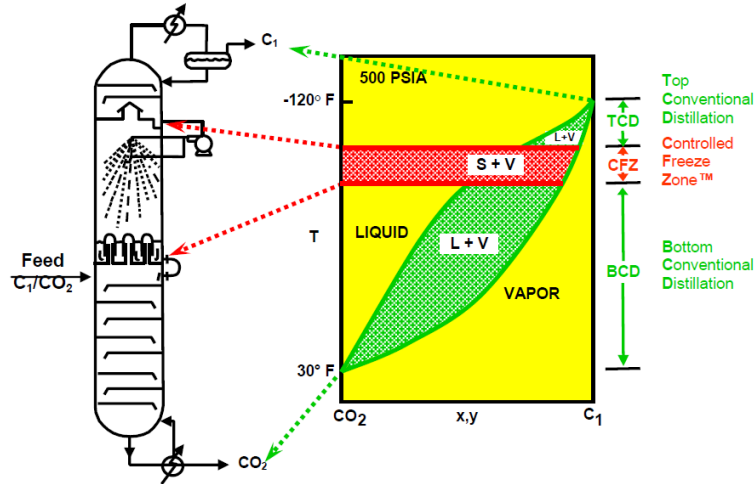 C1
500 PSIA
-120° F
L+V
TCD
Top
Conventional
Distillation
S + V
CFZ
Controlled
Freeze
Zone™
T
LIQUID
L + V
VAPOR
BCD
Bottom
Conventional
Distillation
Feed
C1/CO2
30° F
CO2
x,y
C1
CO2